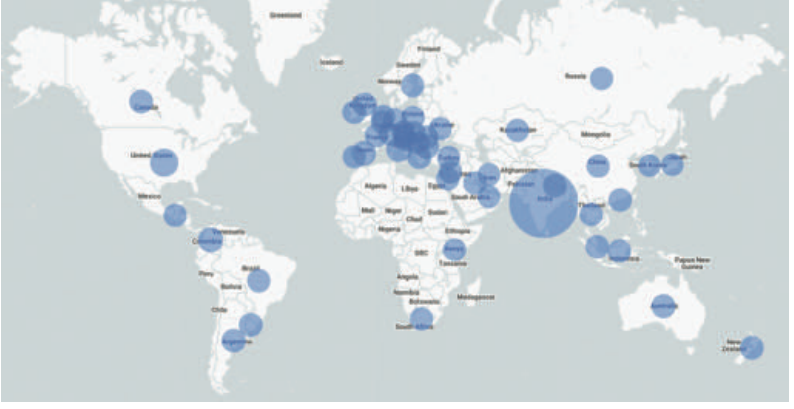 Greenland
Iceland
Finland
Sweden
Norway
Russia
Canada
United States
Mexico
Venezuela
Colombia
Peru
Brazil
Bolivia
Chile
Argentina
Ukraine
Kazakhstan
Mongolia
China
South Korea
Japan
Afghanistan
Pakistan
India
Thailand
Indonesia
Papua New
Guinea
Algeria
Libya
Egypt
Saudi Arabia
Mali
Niger
Chad
Sudan
Nigeria
Ethiopia
DRC
Kenya
Tanzania
Angola
Namibia
Botswana
Madagascar
South Africa
Australia
New
Zealand